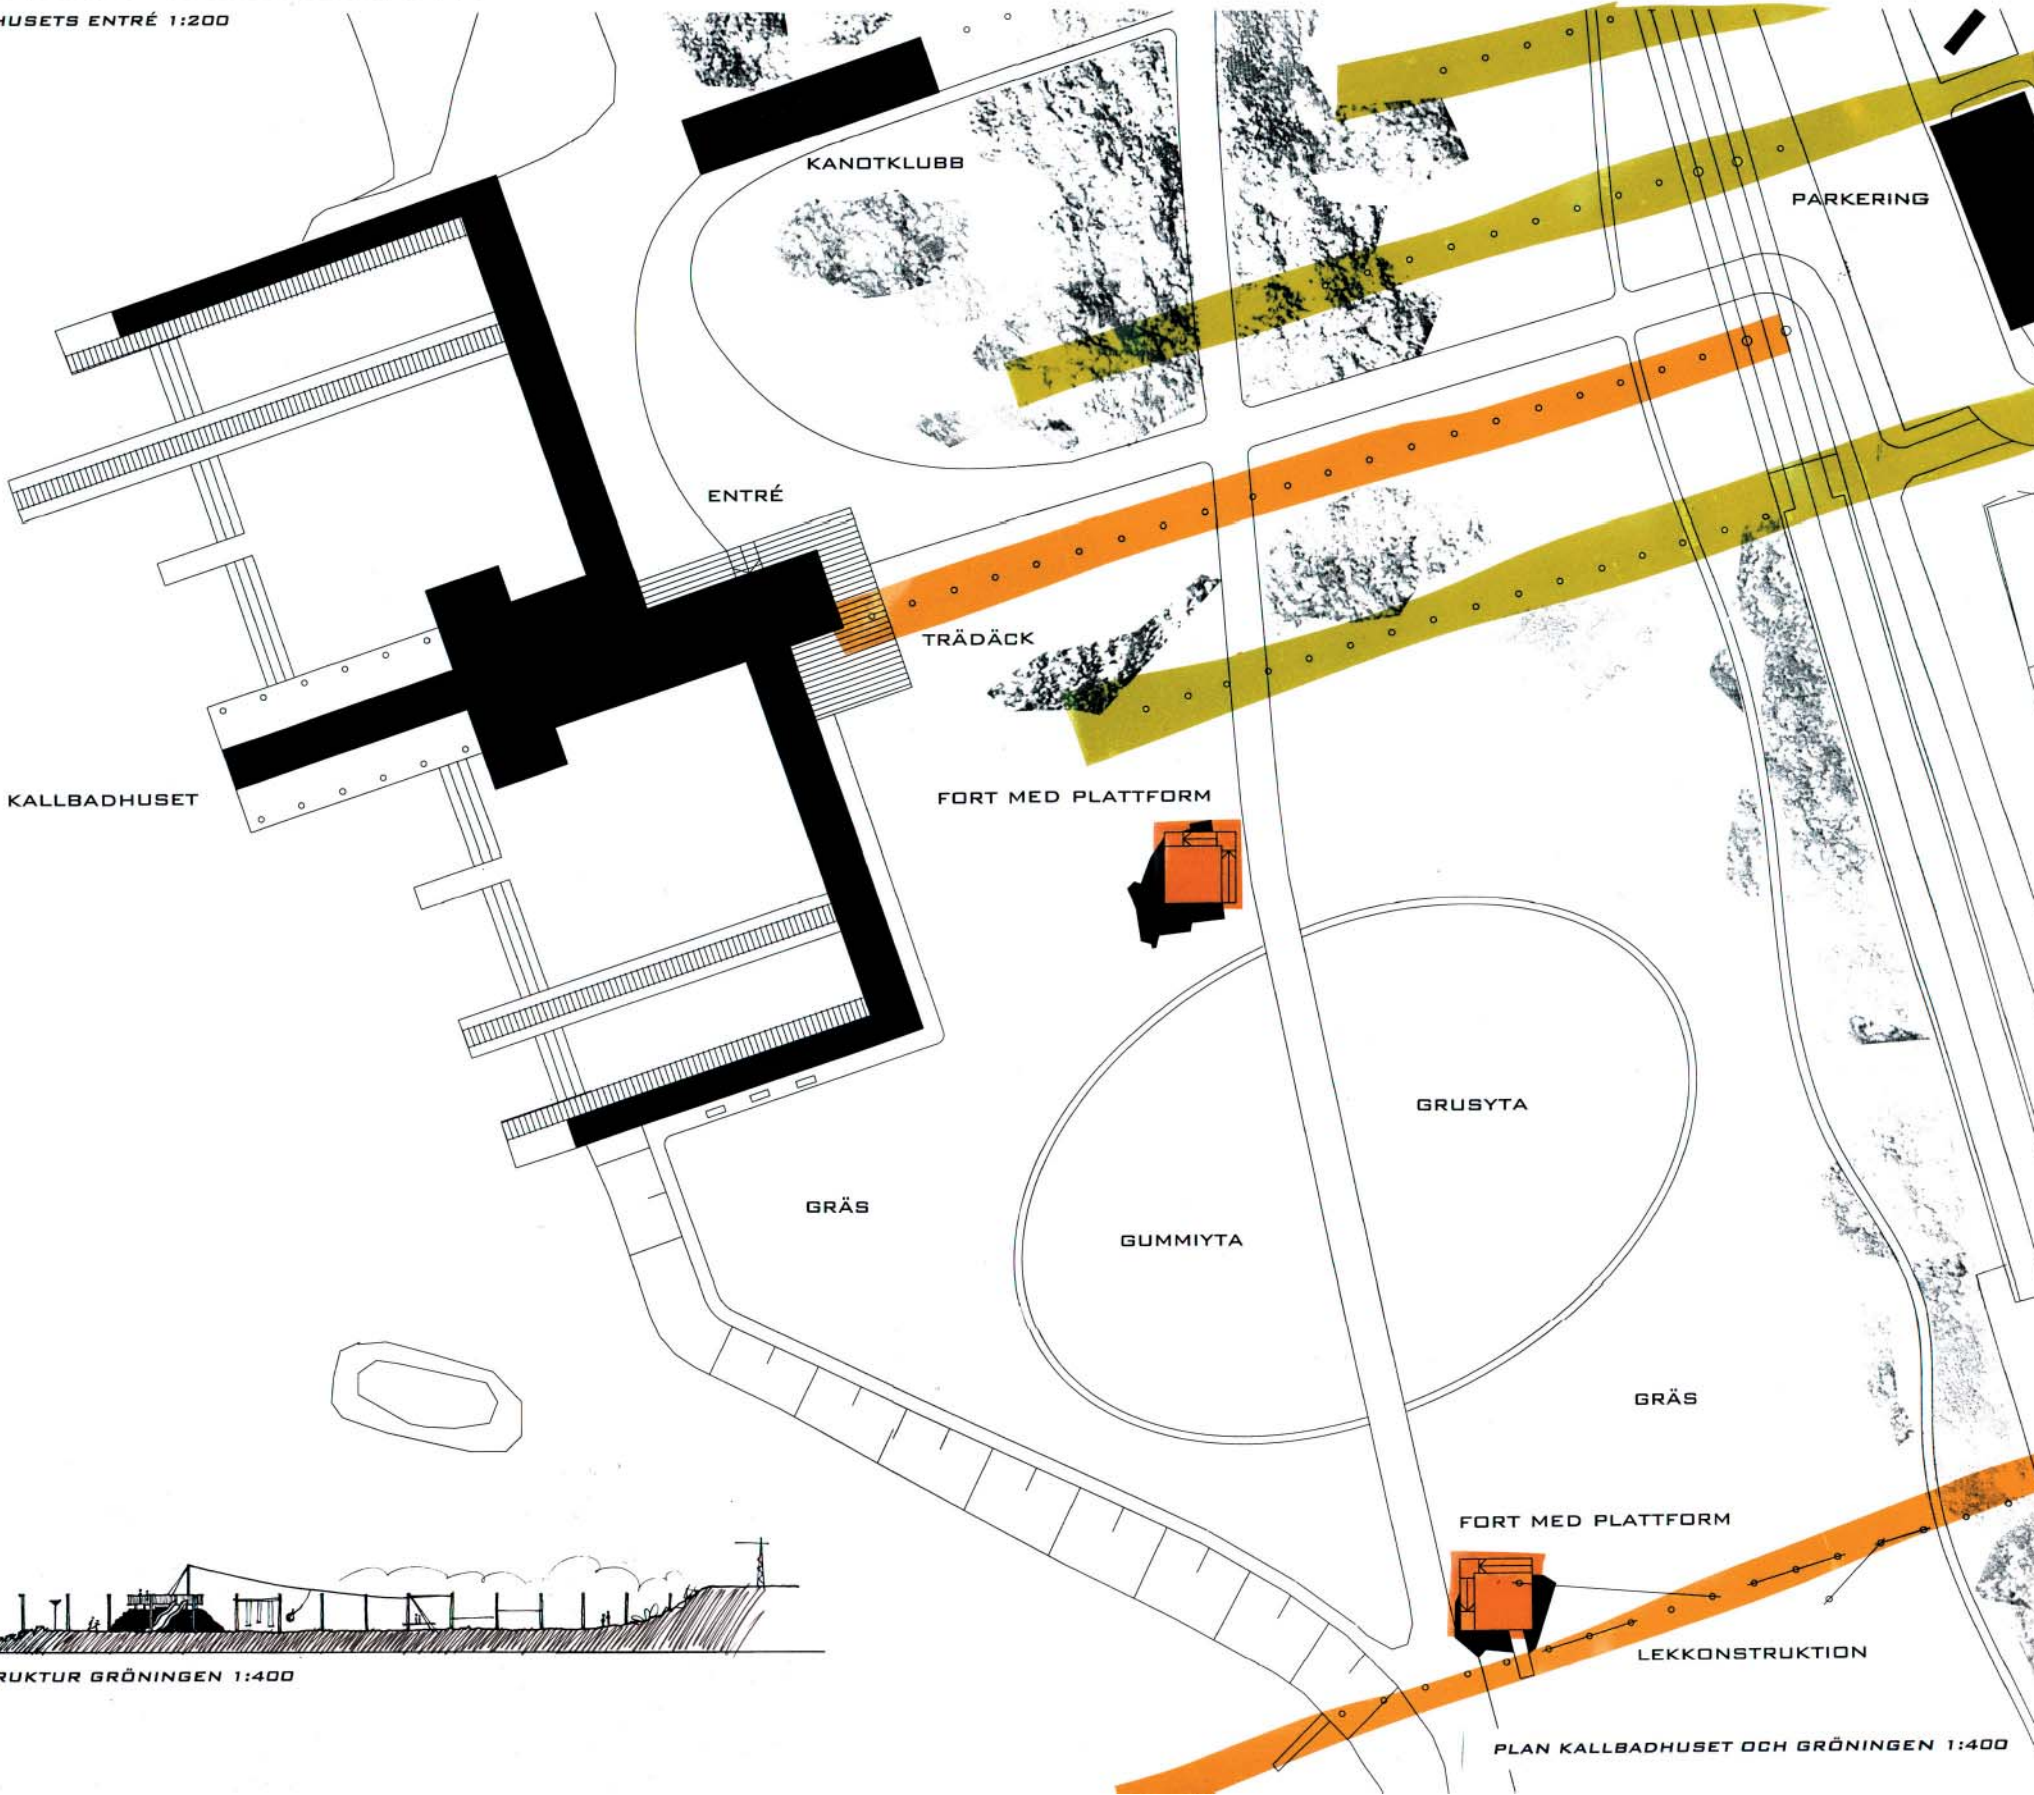 HUSETS ENTRÉ 1:200
KANOTKLUBB
PARKERING
ENTRÉ
TRÄDÄCK
KALLBADHUSET
FORT MED PLATTFORM
GRUSYTA
GRÄS
GUMMIYTA
GRÄS
FORT MED PLATTFORM
LEKKONSTRUKTION
RUKTUR GRÖNINGEN 1:400
PLAN KALLBADHUSET OCH GRÖNINGEN 1:400